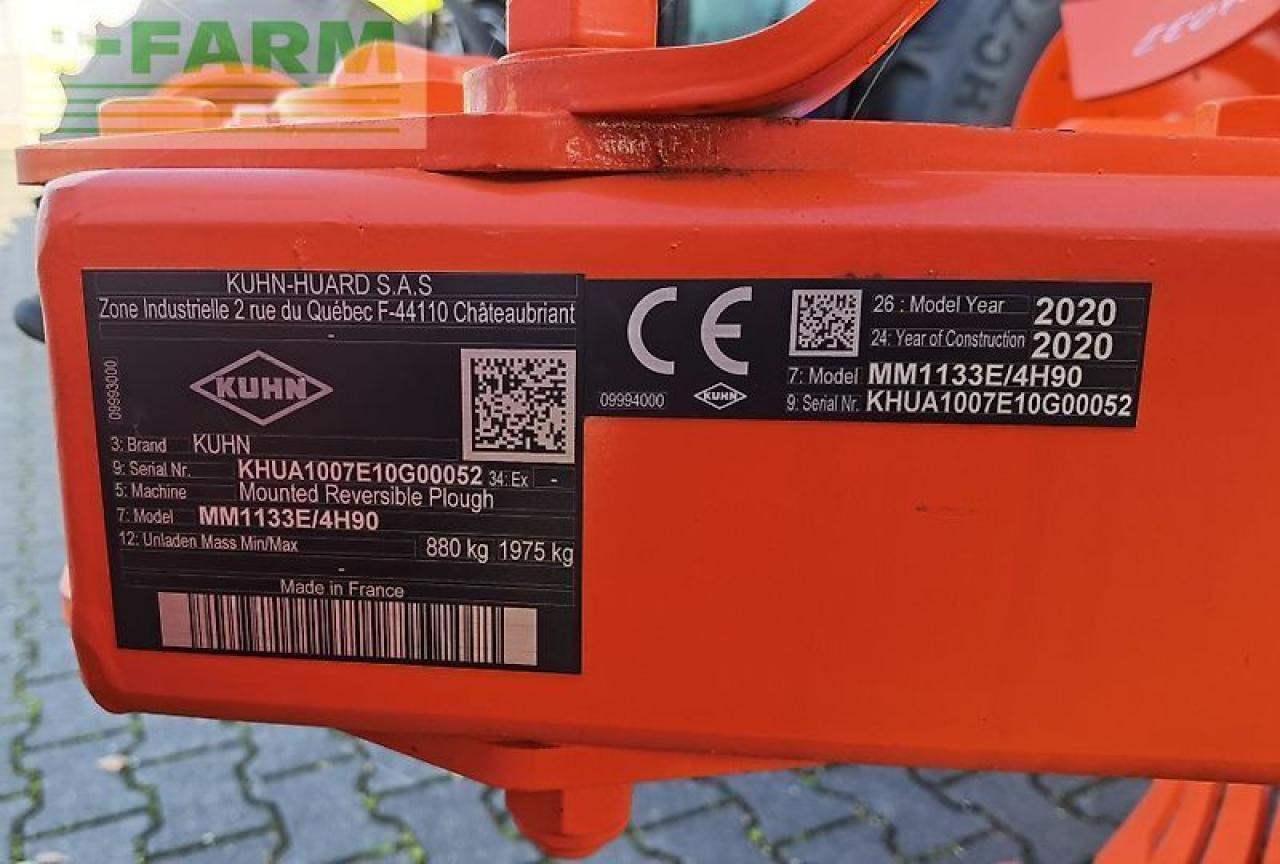 -FARM
HC70
KUHN-HUARD S.A.S
Zone Industrielle 2 rue du Québec F-44110 Châteaubriant
-
09993000
KUHN
3: Brand KUHN
9: Serial Nr. KHUA1007E10G00052 34: Ex -
5: Machine Mounted Reversible Plough
7: Model MM1133E/4H90
12: Unladen Mass Min/Max 880 kg 1975 kg
-
Made in France
CE
09994000
KUHN
26 : Model Year 2020
24: Year of Construction 2020
7: Model MM1133E/4H90
9: Serial Nr. KHUA1007E10G00052